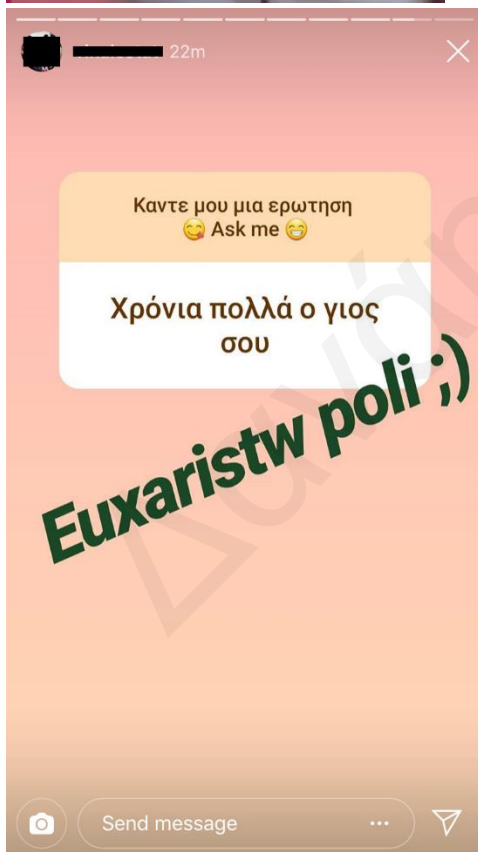 22m
Καντε μου μια ερωτηση
😋 Ask me 😁
Χρόνια πολλά ο γιος
σου
Euxaristw poli ;)
Send message